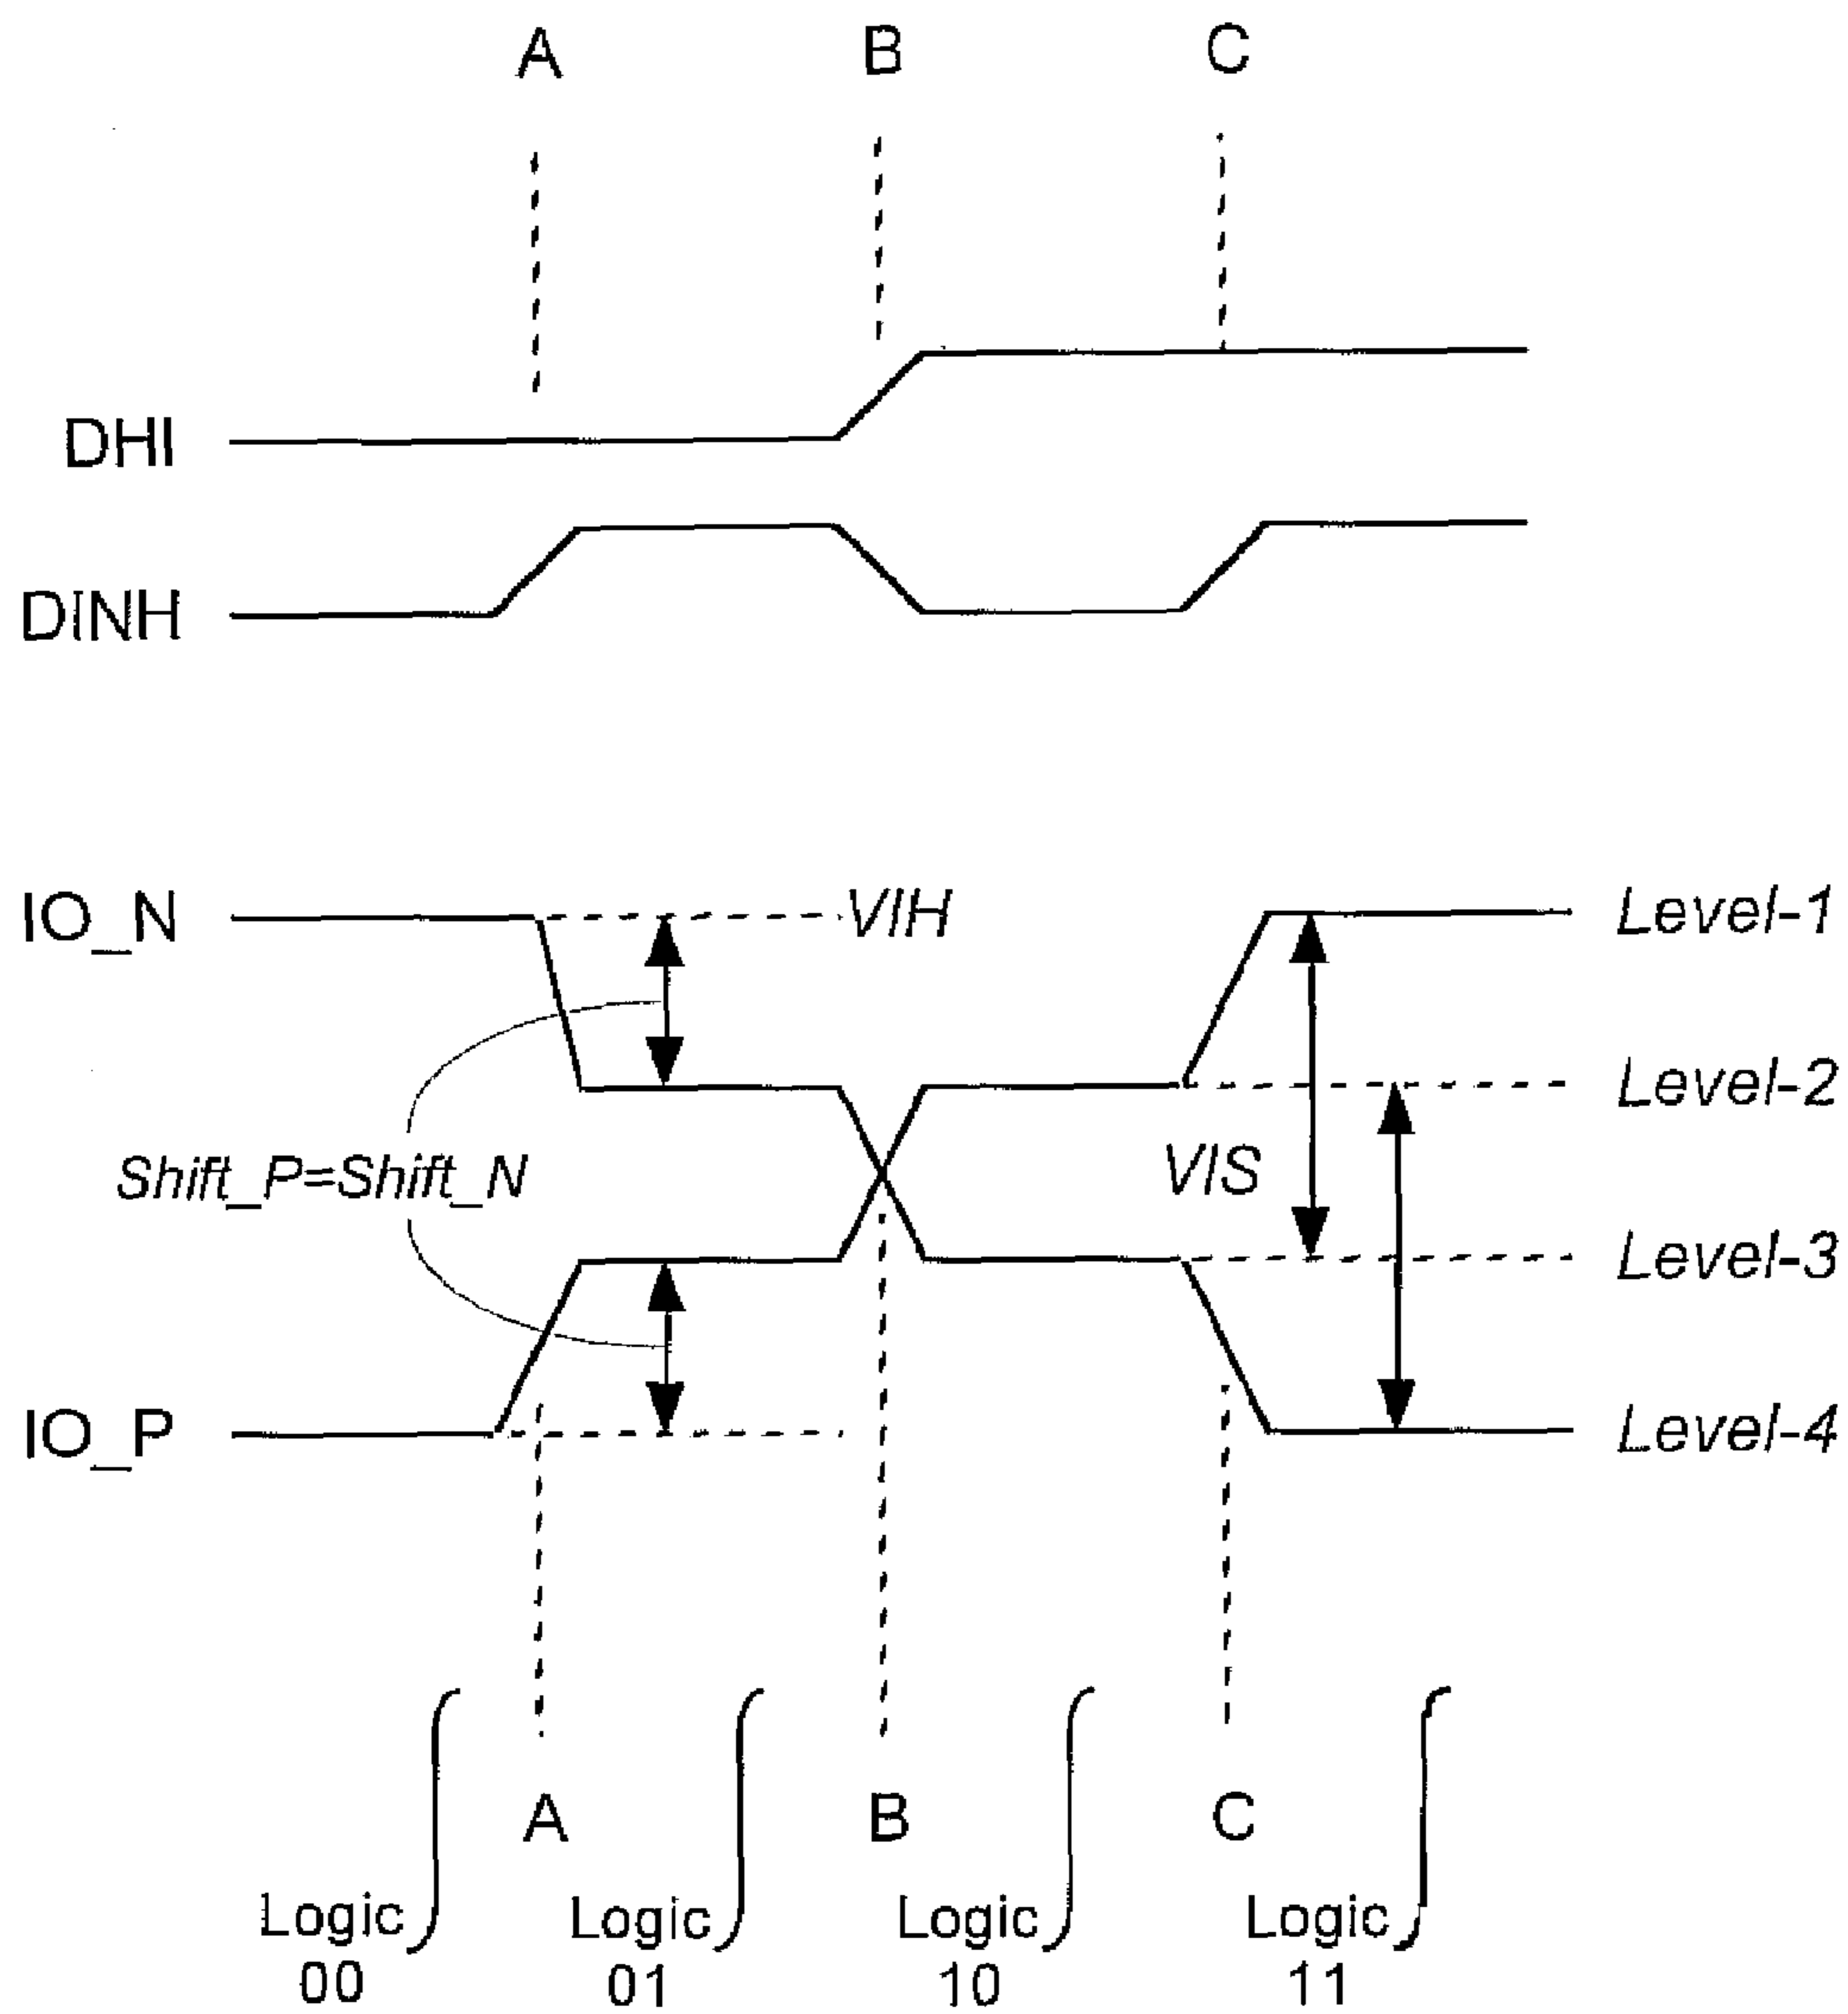 A B C
DHI
DINH
IO_N VIH Level-1
Level-2
Shift_P=Shift_N VIS
Level-3
IO_P Level-4
A B C
Logic Logic Logic Logic
00 01 10 11